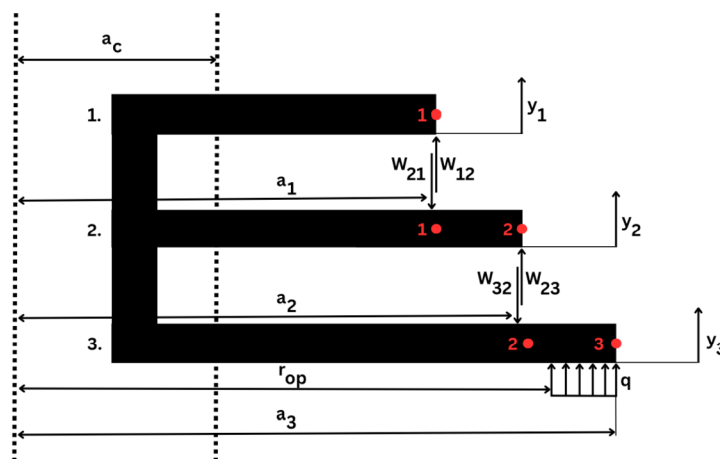 a_c
1.
1
y_1
W_21 W_12
a_1
2.
1
2
y_2
W_32 W_23
a_2
3.
2
3
y_3
r_op
q
a_3